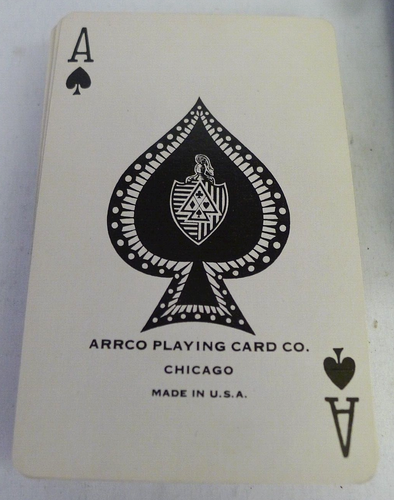 A
ARRCO PLAYING CARD CO.
CHICAGO
MADE IN U.S.A.
A